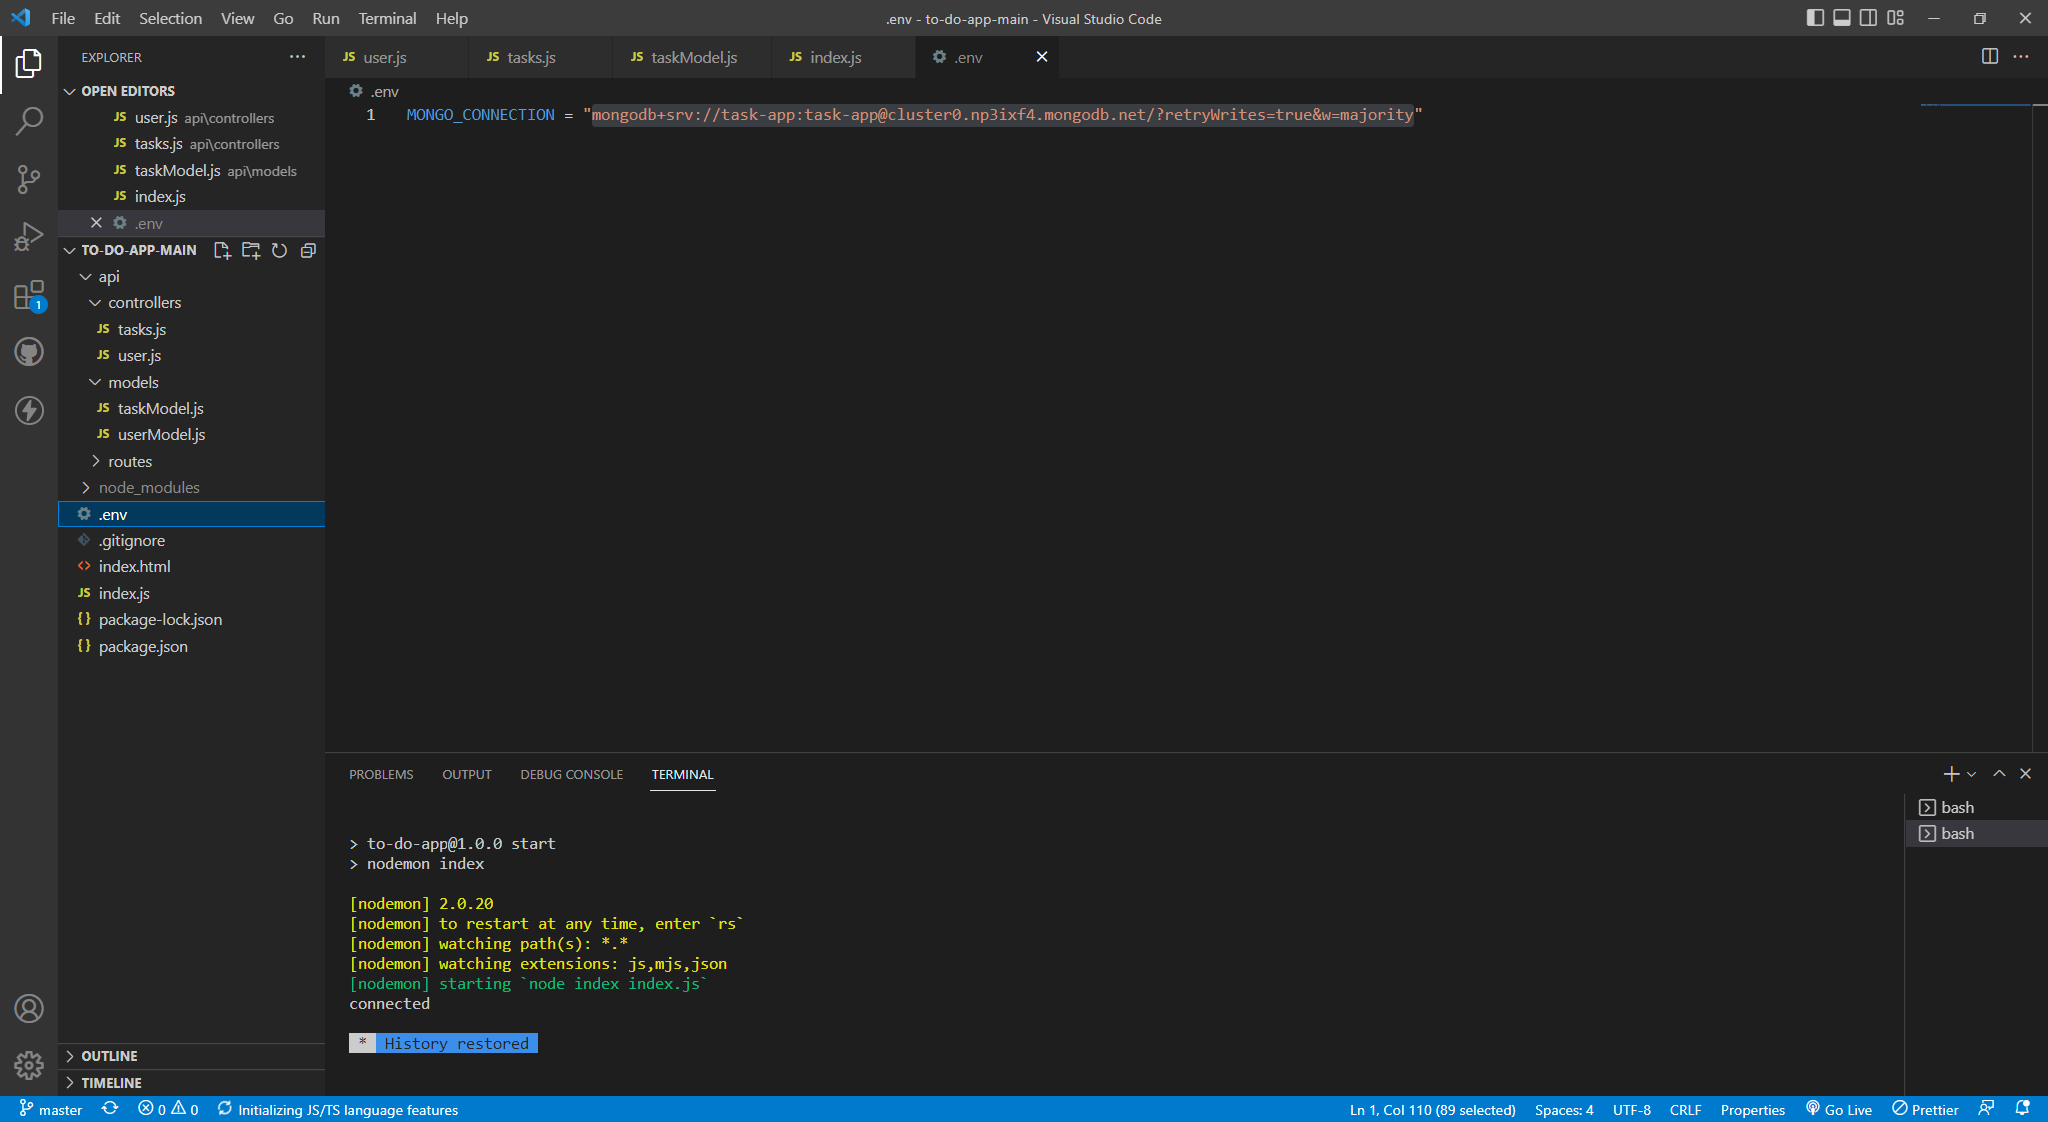 File Edit Selection View Go Run Terminal Help
.env - to-do-app-main - Visual Studio Code
EXPLORER
JS user.js
JS tasks.js
JS taskModel.js
JS index.js
.env
OPEN EDITORS
JS user.js api\controllers
JS tasks.js api\controllers
JS taskModel.js api\models
JS index.js
.env
TO-DO-APP-MAIN
api
controllers
JS tasks.js
JS user.js
models
JS taskModel.js
JS userModel.js
routes
node_modules
.env
.gitignore
<> index.html
JS index.js
{} package-lock.json
{} package.json
OUTLINE
TIMELINE
1
.env
1 MONGO_CONNECTION = "mongodb+srv://task-app:task-app@cluster0.np3ixf4.mongodb.net/?retryWrites=true&w=majority"
PROBLEMS OUTPUT DEBUG CONSOLE TERMINAL
> to-do-app@1.0.0 start
> nodemon index
[nodemon] 2.0.20
[nodemon] to restart at any time, enter `rs`
[nodemon] watching path(s): *.*
[nodemon] watching extensions: js,mjs,json
[nodemon] starting `node index index.js`
connected
* History restored
bash
bash
master 0 0 Initializing JS/TS language features
Ln 1, Col 110 (89 selected) Spaces: 4 UTF-8 CRLF Properties Go Live Prettier